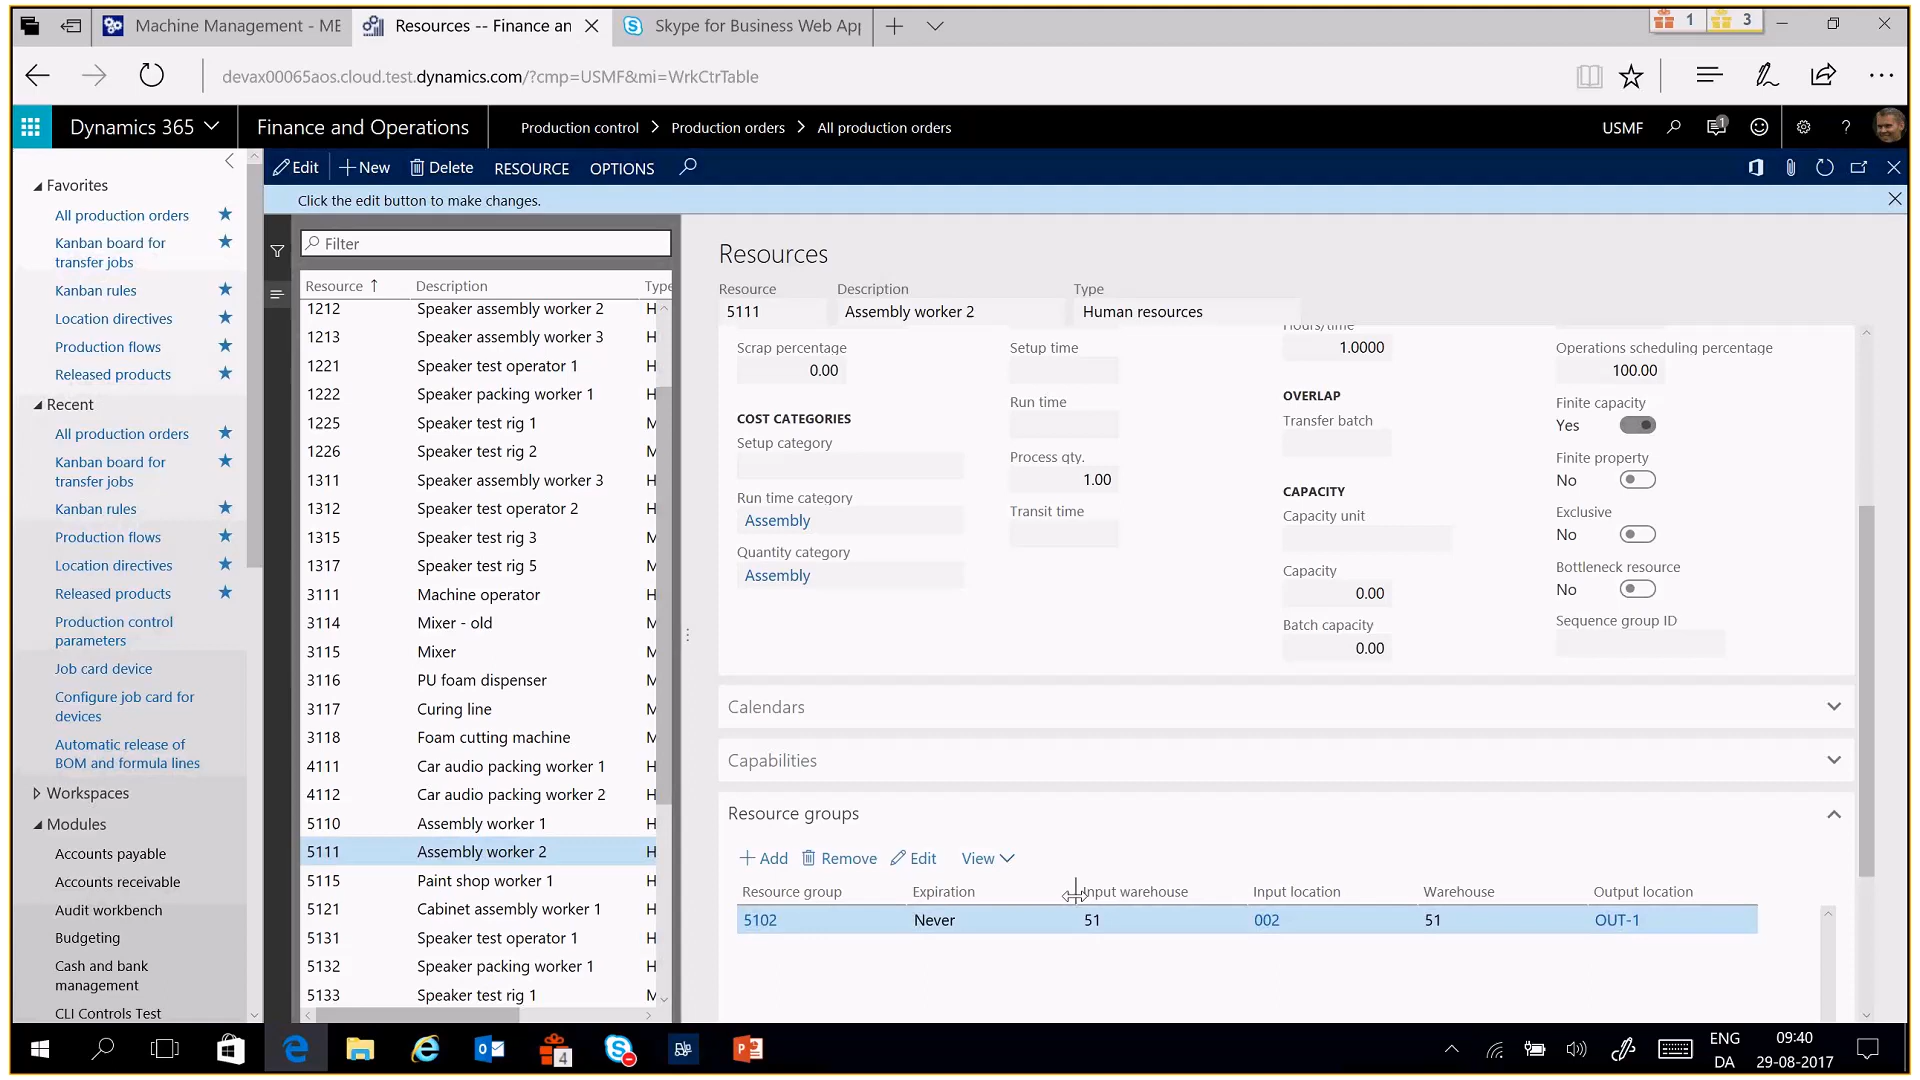 Machine Management - ME
Resources -- Finance an
Skype for Business Web App
1
3
devax00065aos.cloud.test.dynamics.com/?cmp=USMF&mi=WrkCtrTable
Dynamics 365
Finance and Operations
Production control > Production orders > All production orders
USMF
1
?
Edit
New
Delete
RESOURCE
OPTIONS
Click the edit button to make changes.
Favorites
All production orders
Kanban board for
transfer jobs
Kanban rules
Location directives
Production flows
Released products
Recent
All production orders
Kanban board for
transfer jobs
Kanban rules
Production flows
Location directives
Released products
Production control
parameters
Job card device
Configure job card for
devices
Automatic release of
BOM and formula lines
Workspaces
Modules
Accounts payable
Accounts receivable
Audit workbench
Budgeting
Cash and bank
management
CLI Controls Test
Filter
Resource ↑ Description Type
1212 Speaker assembly worker 2 H
1213 Speaker assembly worker 3 H
1221 Speaker test operator 1 H
1222 Speaker packing worker 1 H
1225 Speaker test rig 1 M
1226 Speaker test rig 2 M
1311 Speaker assembly worker 3 H
1312 Speaker test operator 2 H
1315 Speaker test rig 3 M
1317 Speaker test rig 5 M
3111 Machine operator H
3114 Mixer - old M
3115 Mixer M
3116 PU foam dispenser M
3117 Curing line M
3118 Foam cutting machine M
4111 Car audio packing worker 1 H
4112 Car audio packing worker 2 H
5110 Assembly worker 1 H
5111 Assembly worker 2 H
5115 Paint shop worker 1 H
5121 Cabinet assembly worker 1 H
5131 Speaker test operator 1 H
5132 Speaker packing worker 1 H
5133 Speaker test rig 1 M
Resources
Resource Description Type
5111 Assembly worker 2 Human resources
Scrap percentage
0.00
COST CATEGORIES
Setup category
Run time category
Assembly
Quantity category
Assembly
Setup time
Run time
Process qty.
1.00
Transit time
Hours/time
1.0000
OVERLAP
Transfer batch
CAPACITY
Capacity unit
Capacity
0.00
Batch capacity
0.00
Operations scheduling percentage
100.00
Finite capacity
Yes
Finite property
No
Exclusive
No
Bottleneck resource
No
Sequence group ID
Calendars
Capabilities
Resource groups
Add Remove Edit View
Resource group Expiration Input warehouse Input location Warehouse Output location
5102 Never 51 002 51 OUT-1
4
ENG
DA
09:40
29-08-2017